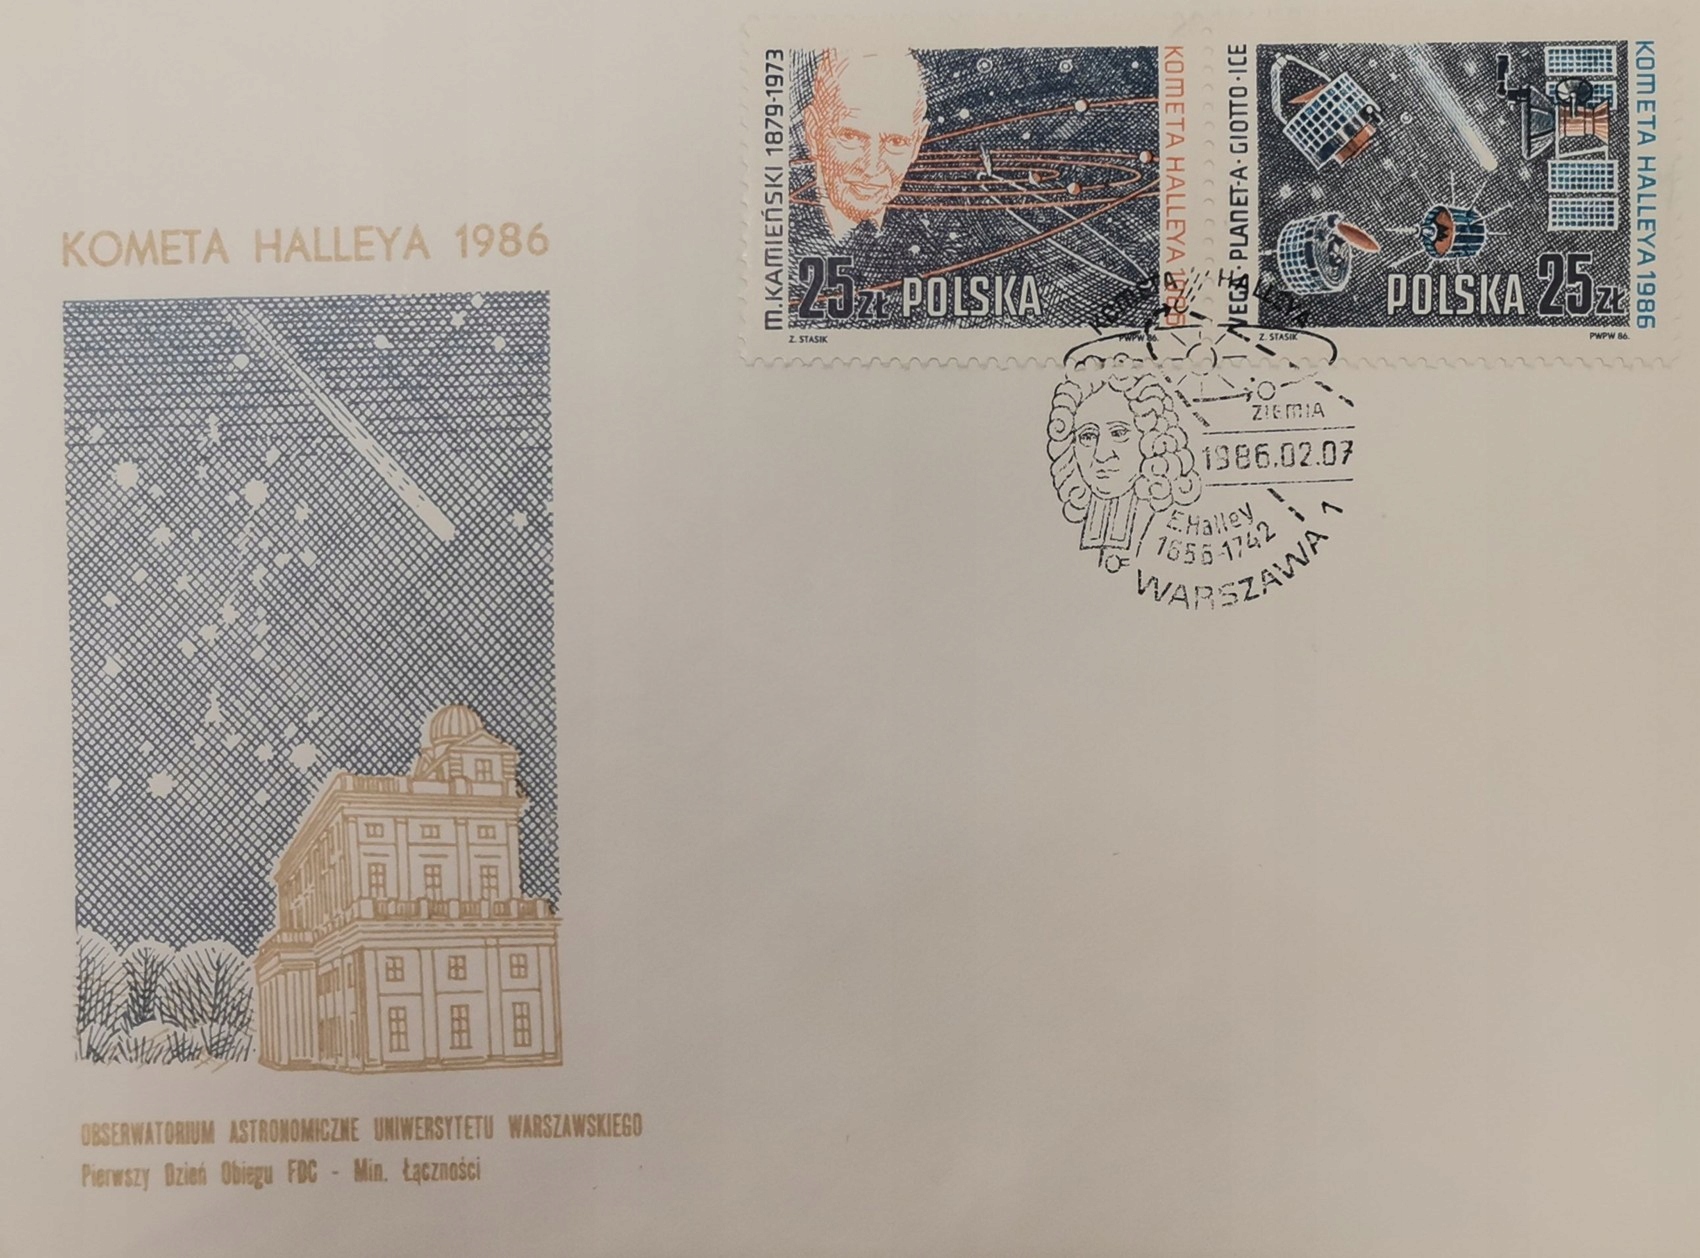 M.KAMIEŃSKI 1879-1973
KOMETA HALLEYA 1986
25 ZŁ POLSKA
Z. STASIK
PWPW 86.
VEGA · PLANET-A · GIOTTO · ICE
KOMETA HALLEYA 1986
POLSKA 25 ZŁ
Z. STASIK
PWPW 86.
KOMETA HALLEYA
ZIEMIA
1986.02.07
E.Halley
1656-1742
WARSZAWA 1
KOMETA HALLEYA 1986
OBSERWATORIUM ASTRONOMICZNE UNIWERSYTETU WARSZAWSKIEGO
Pierwszy Dzień Obiegu FDC - Min. Łączności